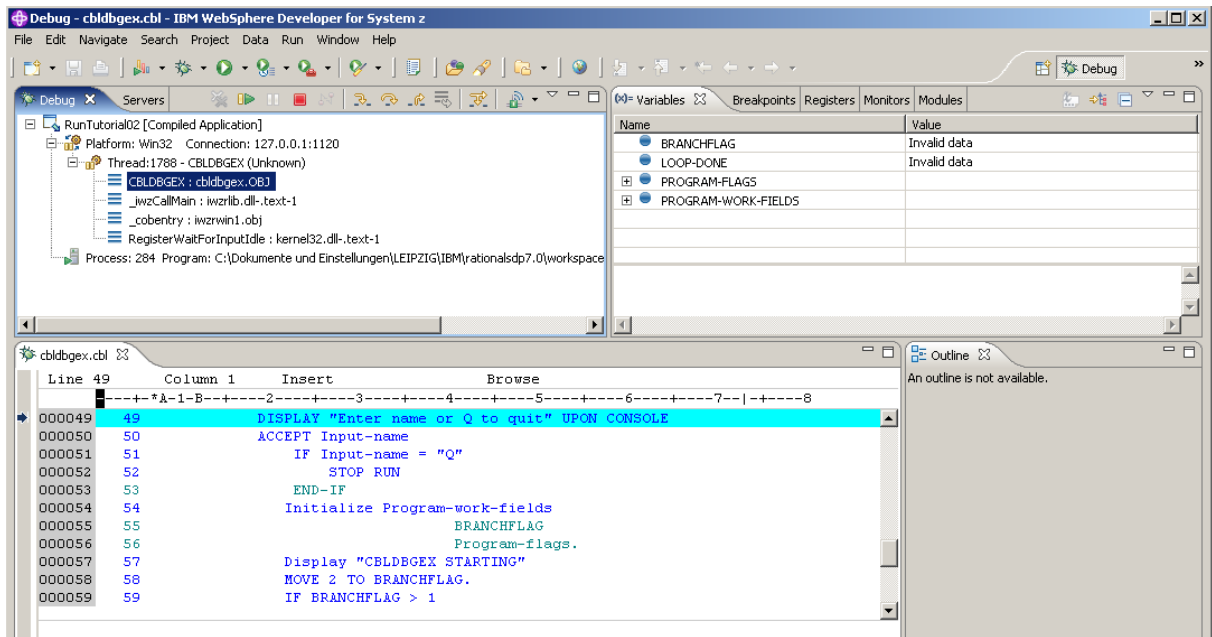 Debug - cbldbgex.cbl - IBM WebSphere Developer for System z
File Edit Navigate Search Project Data Run Window Help
Debug
»
Debug Servers
RunTutorial02 [Compiled Application]
Platform: Win32 Connection: 127.0.0.1:1120
Thread:1788 - CBLDBGEX (Unknown)
CBLDBGEX : cbldbgex.OBJ
_iwzCallMain : iwzrlib.dll-.text-1
_cobentry : iwzrwin1.obj
RegisterWaitForInputIdle : kernel32.dll-.text-1
Process: 284 Program: C:\Dokumente und Einstellungen\LEIPZIG\IBM\rationalsdp7.0\workspace
(x)= Variables Breakpoints Registers Monitors Modules
Name Value
BRANCHFLAG Invalid data
LOOP-DONE Invalid data
PROGRAM-FLAGS
PROGRAM-WORK-FIELDS
cbldbgex.cbl
Line 49 Column 1 Insert Browse
----+-*A-1-B--+----2----+----3----+----4----+----5----+----6----+----7--|-+----8
000049 49 DISPLAY "Enter name or Q to quit" UPON CONSOLE
000050 50 ACCEPT Input-name
000051 51 IF Input-name = "Q"
000052 52 STOP RUN
000053 53 END-IF
000054 54 Initialize Program-work-fields
000055 55 BRANCHFLAG
000056 56 Program-flags.
000057 57 Display "CBLDBGEX STARTING"
000058 58 MOVE 2 TO BRANCHFLAG.
000059 59 IF BRANCHFLAG > 1
Outline
An outline is not available.